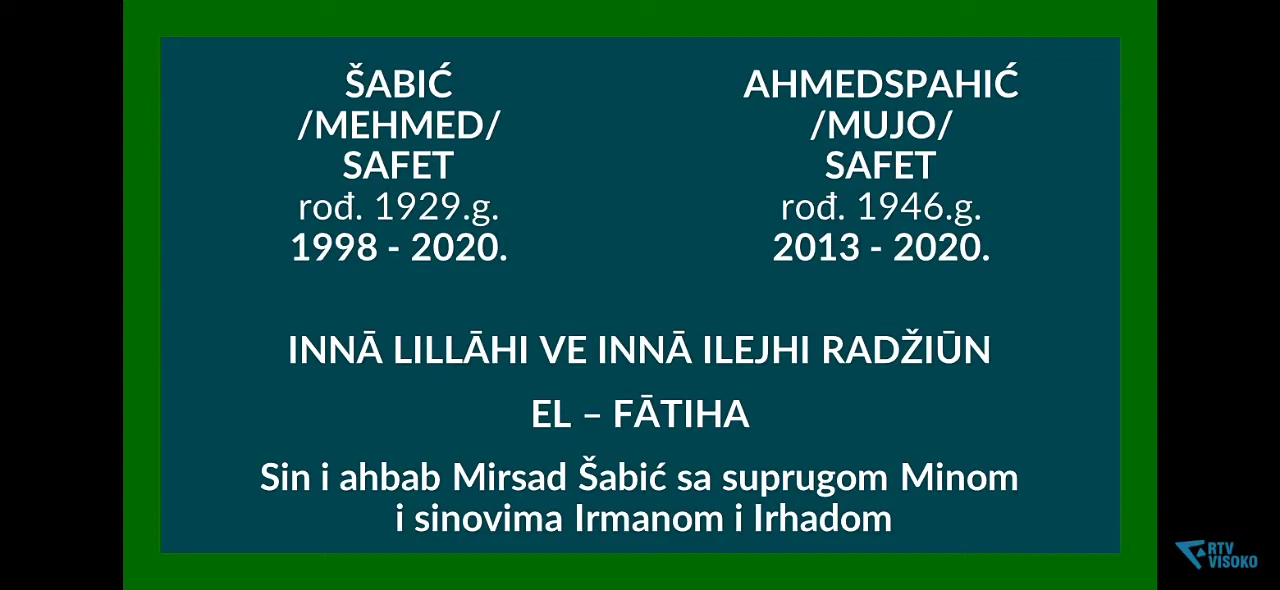 ŠABIĆ
/MEHMED/
SAFET
rođ. 1929.g.
1998 - 2020.
AHMEDSPAHIĆ
/MUJO/
SAFET
rođ. 1946.g.
2013 - 2020.
INNĀ LILLĀHI VE INNĀ ILEJHI RADŽIŪN
EL – FĀTIHA
Sin i ahbab Mirsad Šabić sa suprugom Minom
i sinovima Irmanom i Irhadom
RTV
VISOKO